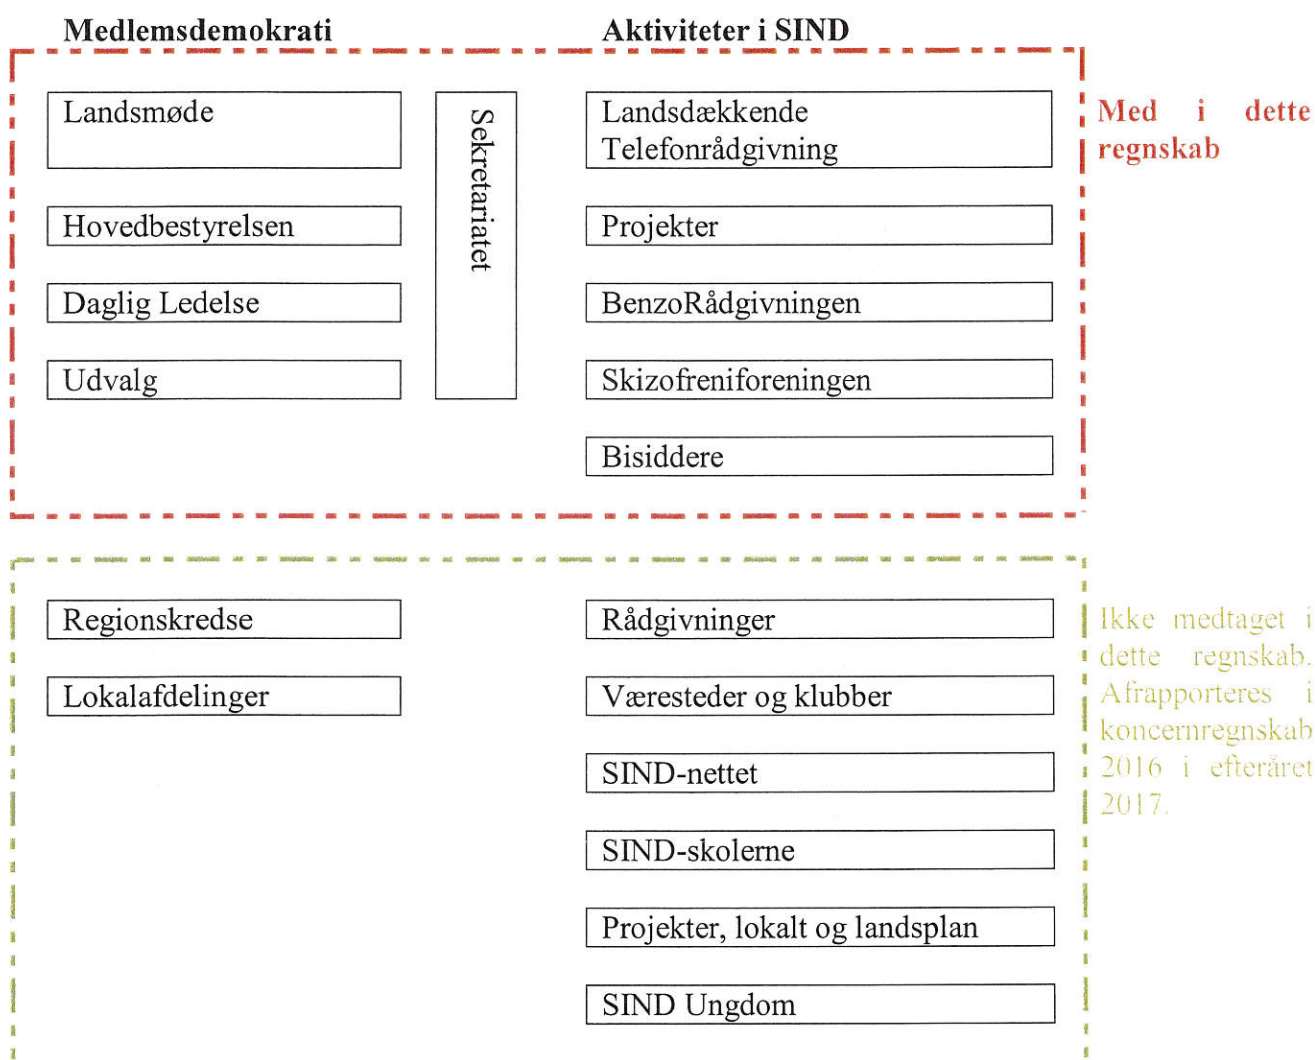 Medlemsdemokrati
Aktiviteter i SIND
Landsmøde
Hovedbestyrelsen
Daglig Ledelse
Udvalg
Sekretariatet
Landsdækkende
Telefonrådgivning
Projekter
BenzoRådgivningen
Skizofreniforeningen
Bisiddere
Med i dette
regnskab
Regionskredse
Lokalafdelinger
Rådgivninger
Væresteder og klubber
SIND-nettet
SIND-skolerne
Projekter, lokalt og landsplan
SIND Ungdom
Ikke medtaget i
dette regnskab.
Afrapporteres i
koncernregnskab
2016 i efteråret
2017.